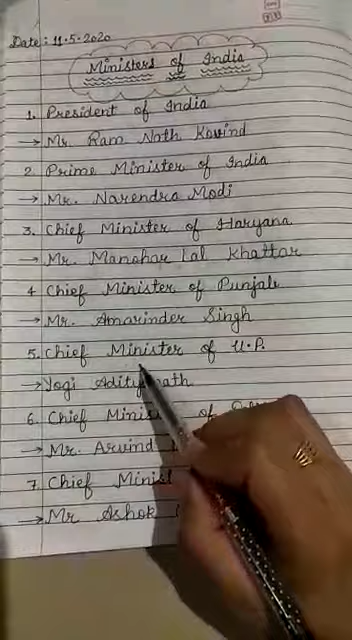 Date: 11.5.2020
Ministers of India
1. President of India
→ Mr. Ram Nath Kovind
2. Prime Minister of India
→ Mr. Narendra Modi
3. Chief Minister of Haryana
→ Mr. Manohar Lal Khattar
4 Chief Minister of Punjab
→ Mr. Amarinder Singh
5. Chief Minister of U.P.
→ Yogi Adityanath
6. Chief of
→ Mr. Arvind
7. Chief
→ Mr Ashok